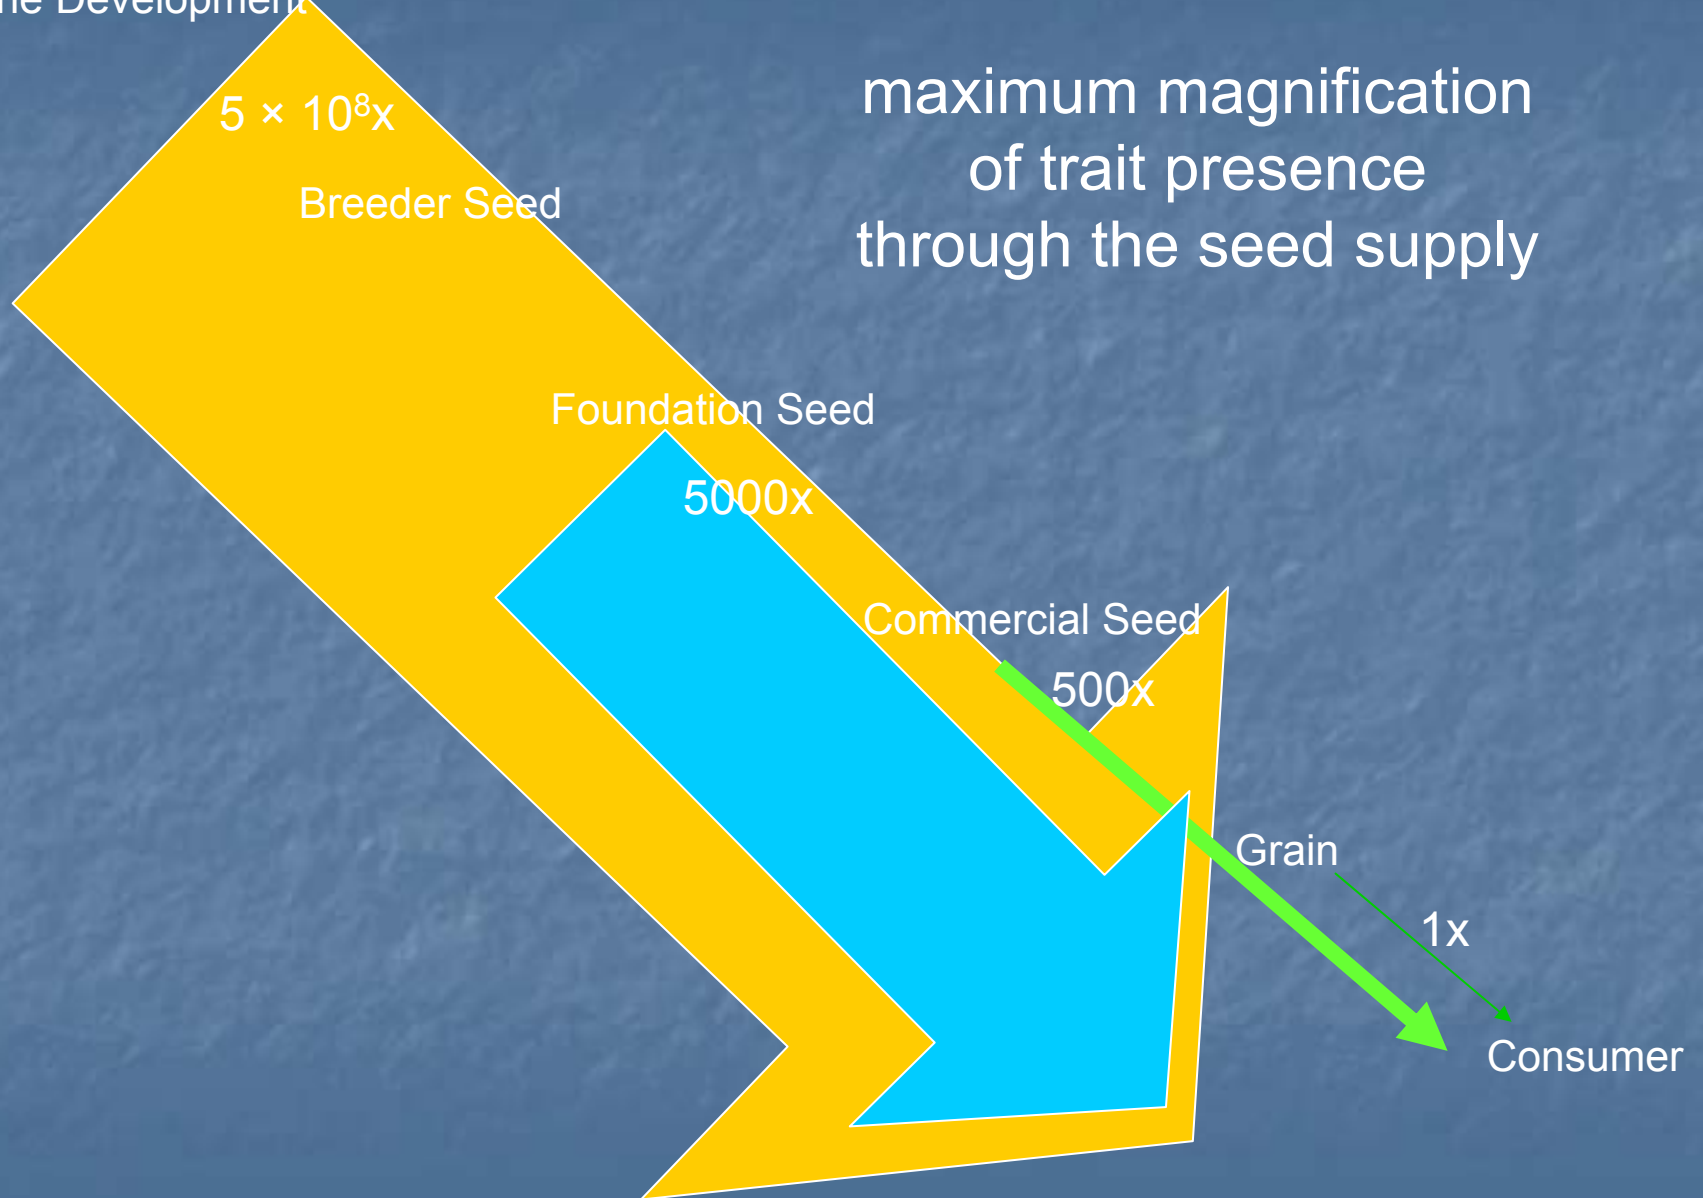 Development
5 × 10⁸x
maximum magnification
of trait presence
through the seed supply
Breeder Seed
Foundation Seed
5000x
Commercial Seed
500x
Grain
1x
Consumer